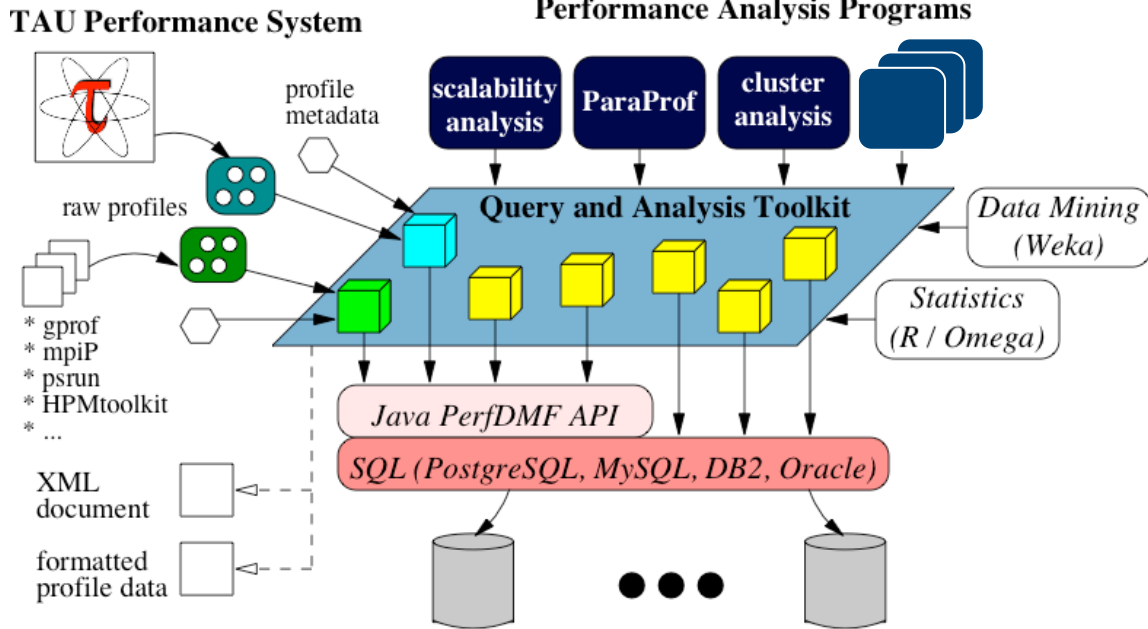 TAU Performance System
Performance Analysis Programs
τ
profile
metadata
scalability
analysis
ParaProf
cluster
analysis
raw profiles
Query and Analysis Toolkit
Data Mining
(Weka)
Statistics
(R / Omega)
* gprof
* mpiP
* psrun
* HPMtoolkit
* ...
Java PerfDMF API
SQL (PostgreSQL, MySQL, DB2, Oracle)
XML
document
formatted
profile data